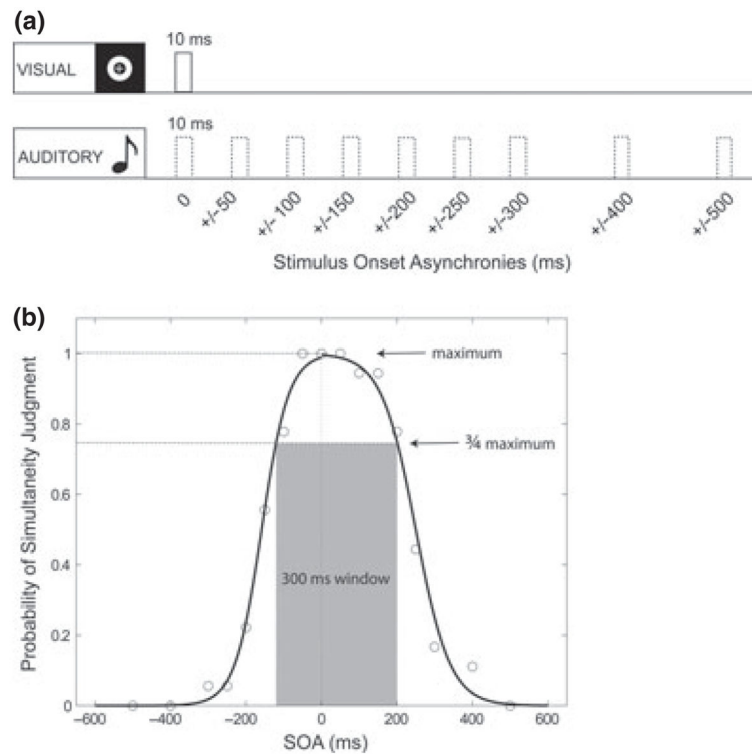 (a)
10 ms
VISUAL
10 ms
AUDITORY
0 +/−50 +/− 100 +/−150 +/−200 +/−250 +/−300 +/−400 +/−500
Stimulus Onset Asynchronies (ms)
(b)
1 maximum
0.8
¾ maximum
0.6
0.4
300 ms window
0.2
0
−600 −400 −200 0 200 400 600
SOA (ms)
Probability of Simultaneity Judgment